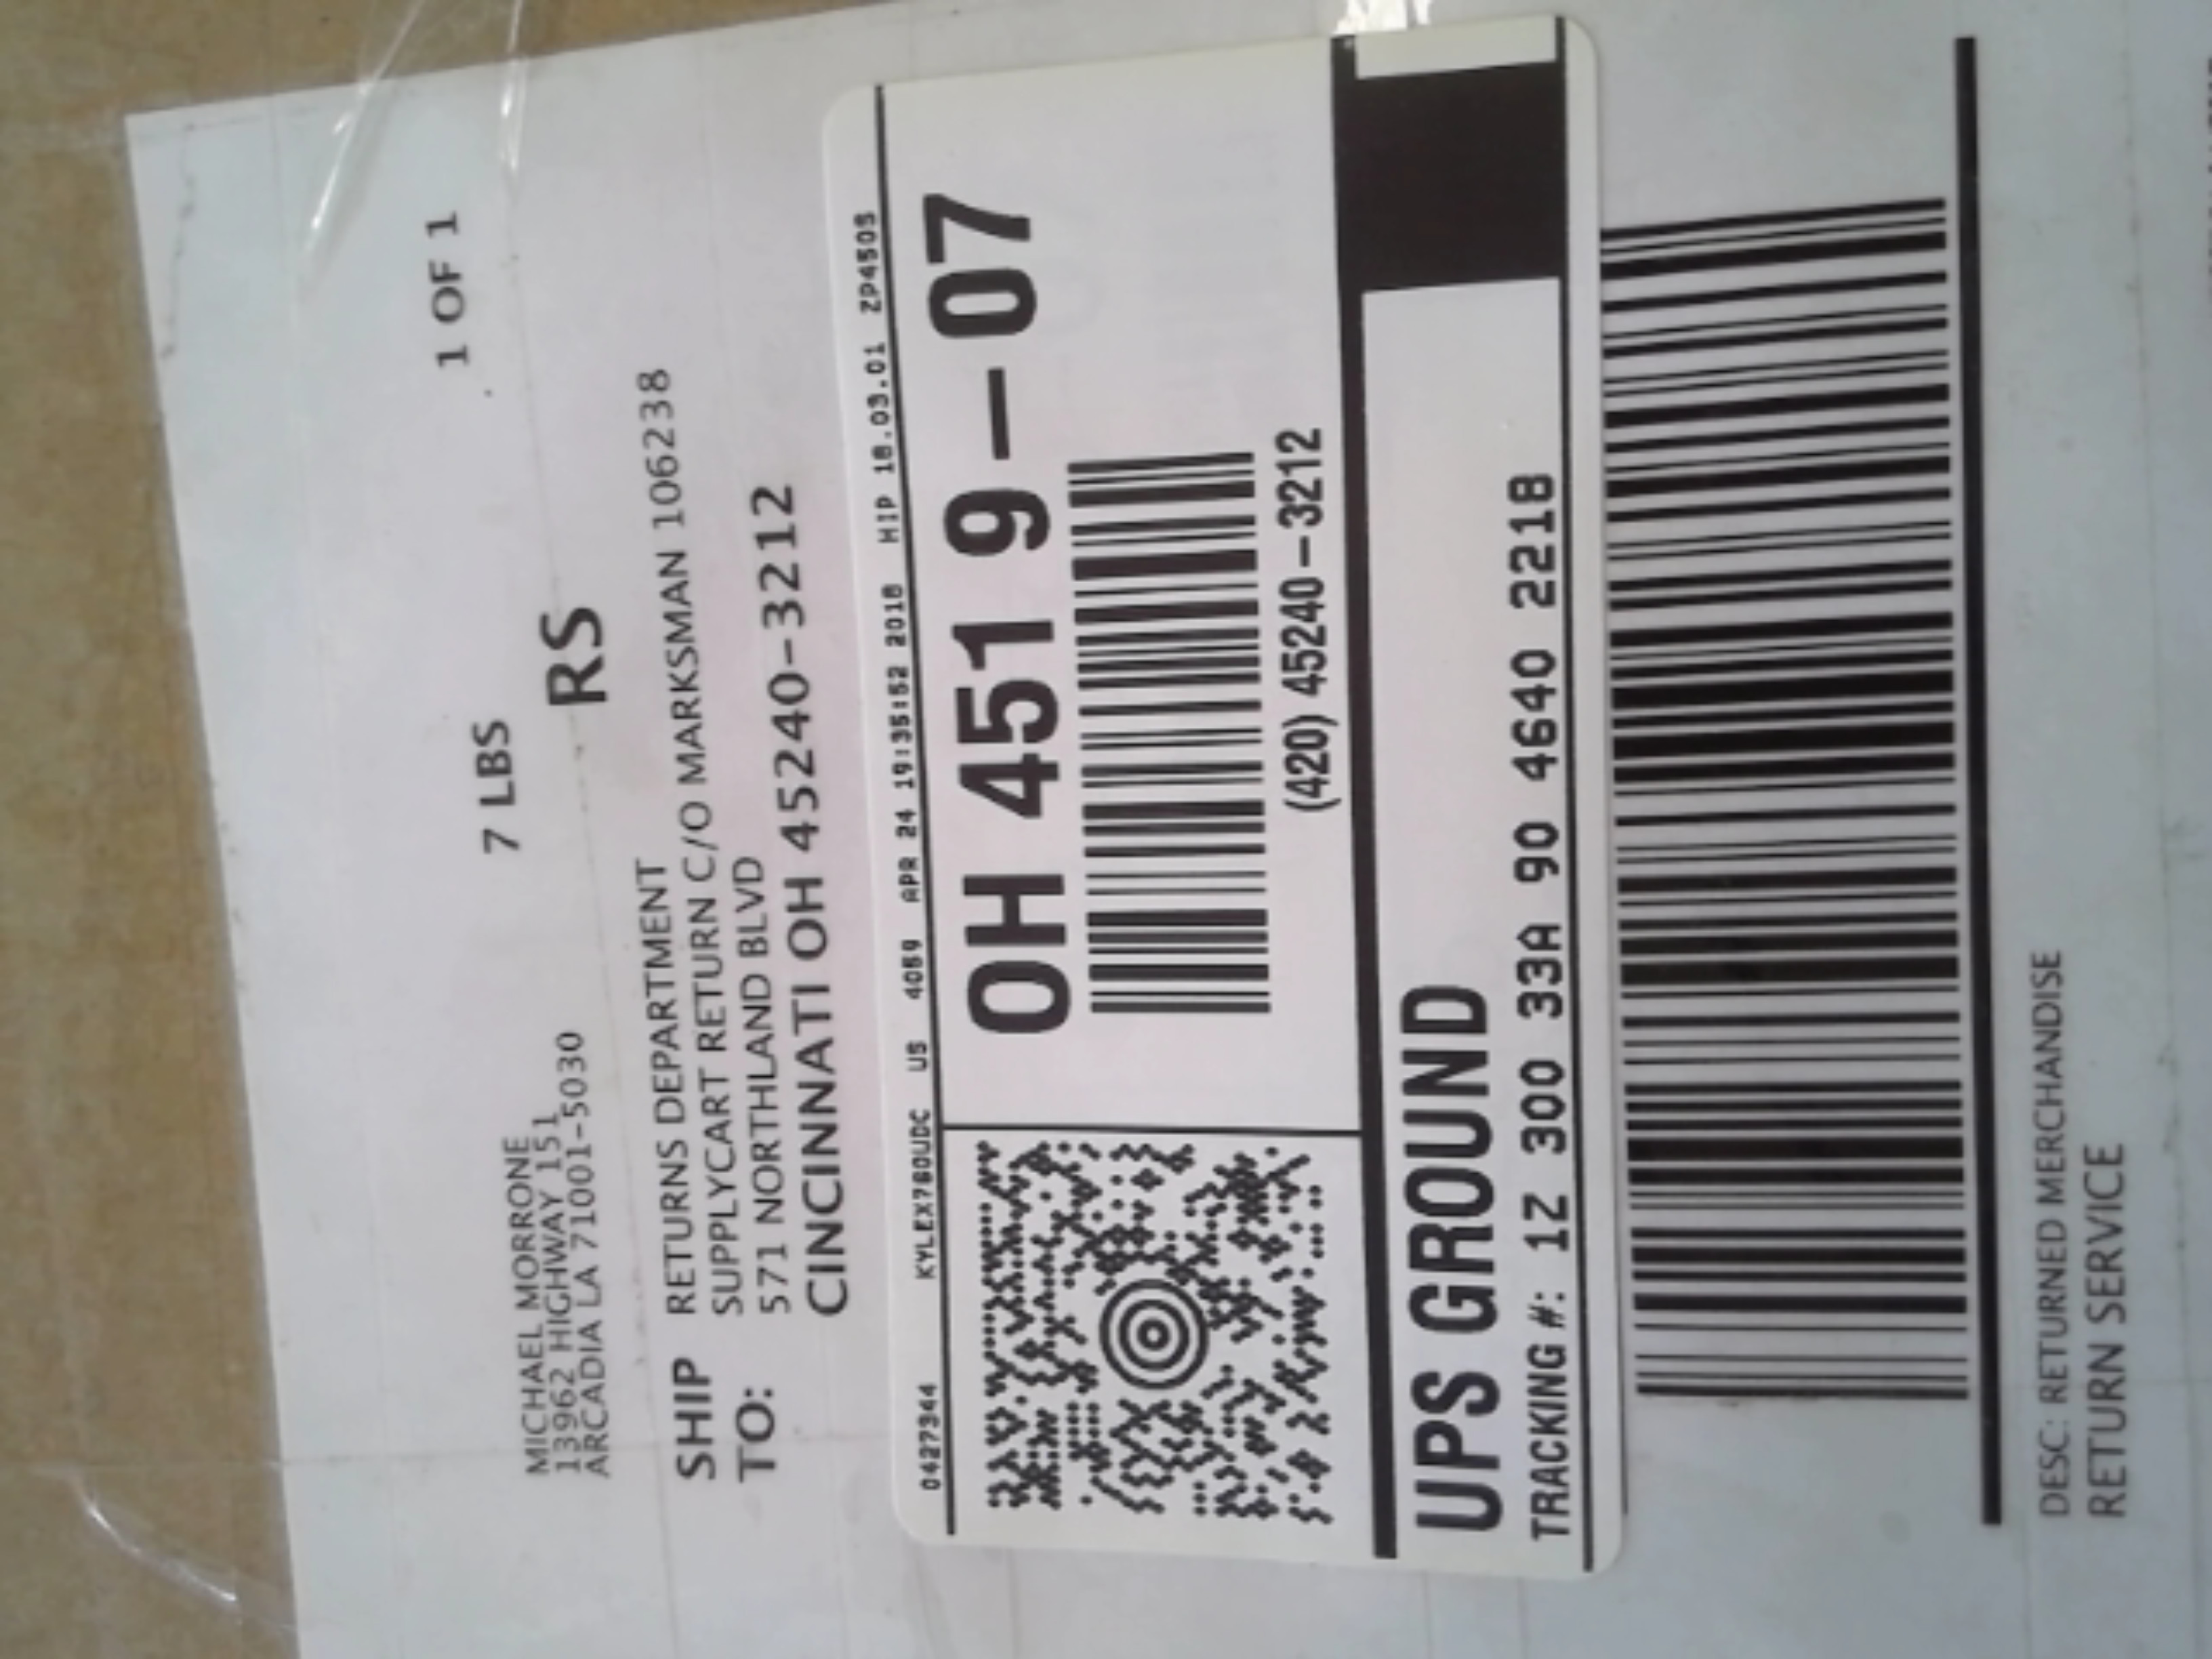 1 OF 1
7 LBS
RS
MICHAEL MORRONE
13962 HIGHWAY 151
ARCADIA LA 71001-5030
SHIP
TO:
RETURNS DEPARTMENT
SUPPLYCART RETURN C/O MARKSMAN 106238
571 NORTHLAND BLVD
CINCINNATI OH 45240-3212
0427344 KYLEX780UDC US 4059 APR 24 19:35:52 2018 HIP 18.03.01 ZP450S
OH 451 9-07
(420) 45240-3212
UPS GROUND
TRACKING #: 1Z 300 33A 90 4640 2218
DESC: RETURNED MERCHANDISE
RETURN SERVICE